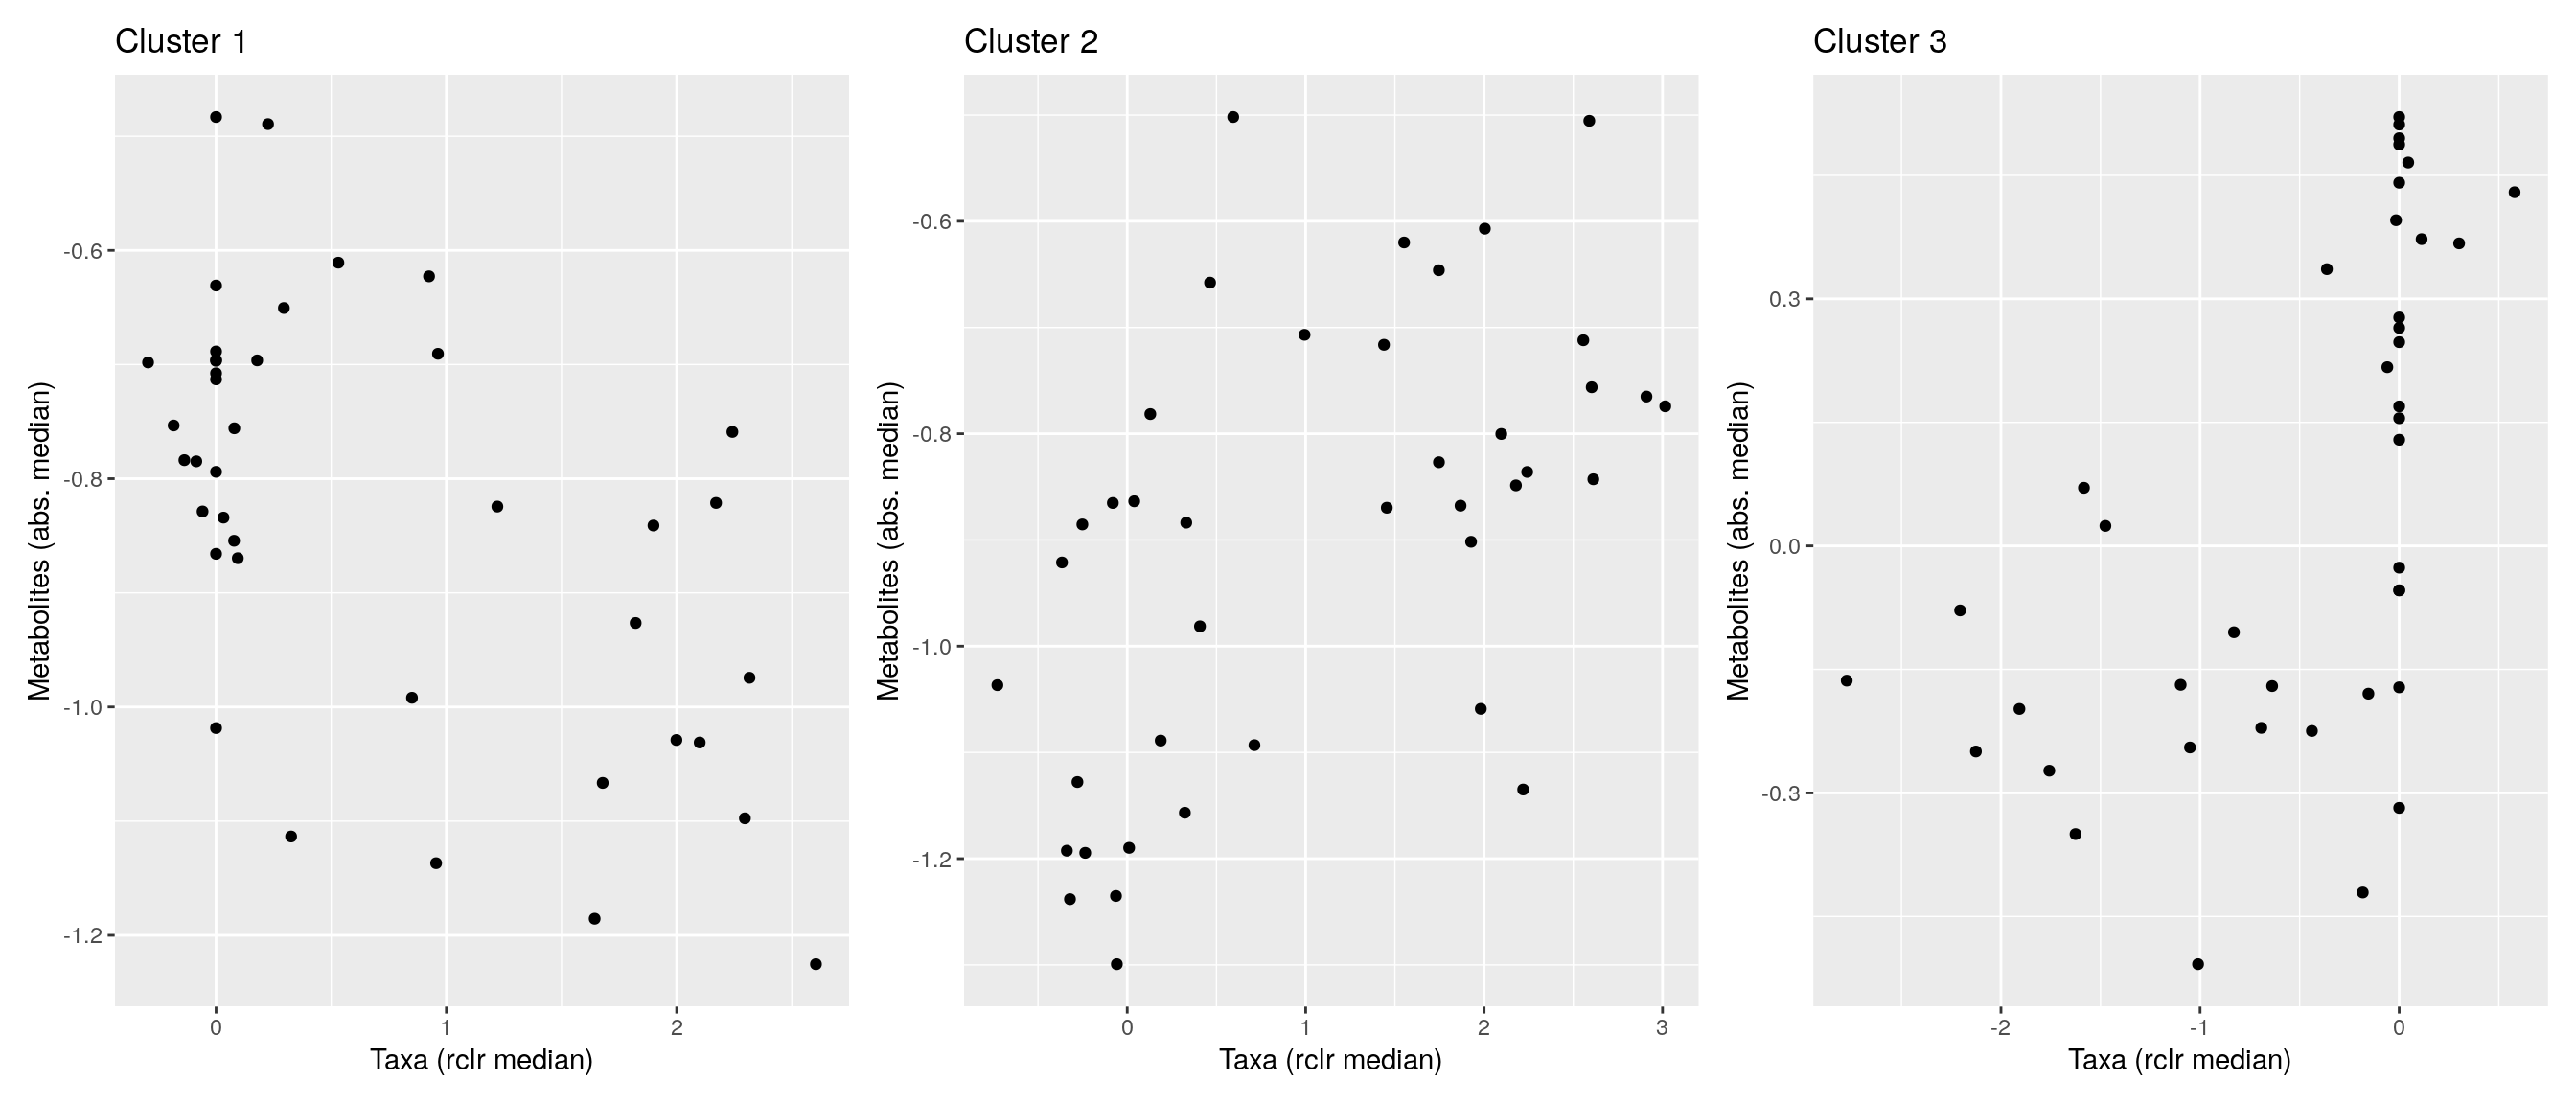 Cluster 1
Metabolites (abs. median)
-0.6
-0.8
-1.0
-1.2
0 1 2
Taxa (rclr median)
Cluster 2
Metabolites (abs. median)
-0.6
-0.8
-1.0
-1.2
0 1 2 3
Taxa (rclr median)
Cluster 3
Metabolites (abs. median)
0.3
0.0
-0.3
-2 -1 0
Taxa (rclr median)